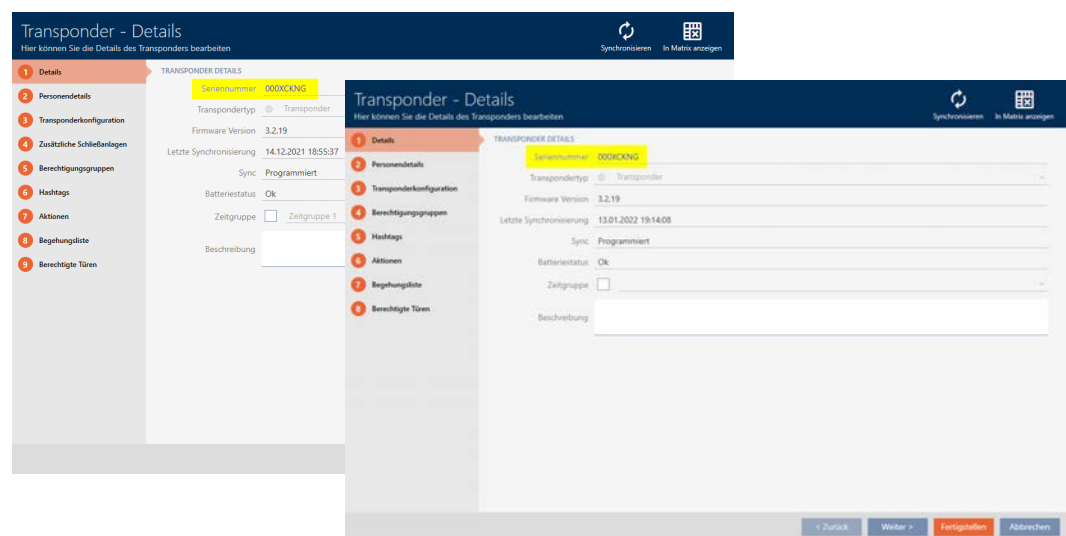 Transponder - Details
Hier können Sie die Details des Transponders bearbeiten
Synchronisieren
In Matrix anzeigen
1 Details
2 Personendetails
3 Transponderkonfiguration
4 Zusätzliche Schließanlagen
5 Berechtigungsgruppen
6 Hashtags
7 Aktionen
8 Begehungsliste
9 Berechtigte Türen
TRANSPONDER DETAILS
Seriennummer 000XCKNG
Transpondertyp Transponder
Firmware Version 3.2.19
Letzte Synchronisierung 14.12.2021 18:55:37
Sync Programmiert
Batteriestatus Ok
Zeitgruppe Zeitgruppe 1
Beschreibung
Transponder - Details
Hier können Sie die Details des Transponders bearbeiten
Synchronisieren
In Matrix anzeigen
1 Details
2 Personendetails
3 Transponderkonfiguration
4 Berechtigungsgruppen
5 Hashtags
6 Aktionen
7 Begehungsliste
8 Berechtigte Türen
TRANSPONDER DETAILS
Seriennummer 000XCKNG
Transpondertyp Transponder
Firmware Version 3.2.19
Letzte Synchronisierung 13.01.2022 19:14:08
Sync Programmiert
Batteriestatus Ok
Zeitgruppe
Beschreibung
< Zurück
Weiter >
Fertigstellen
Abbrechen